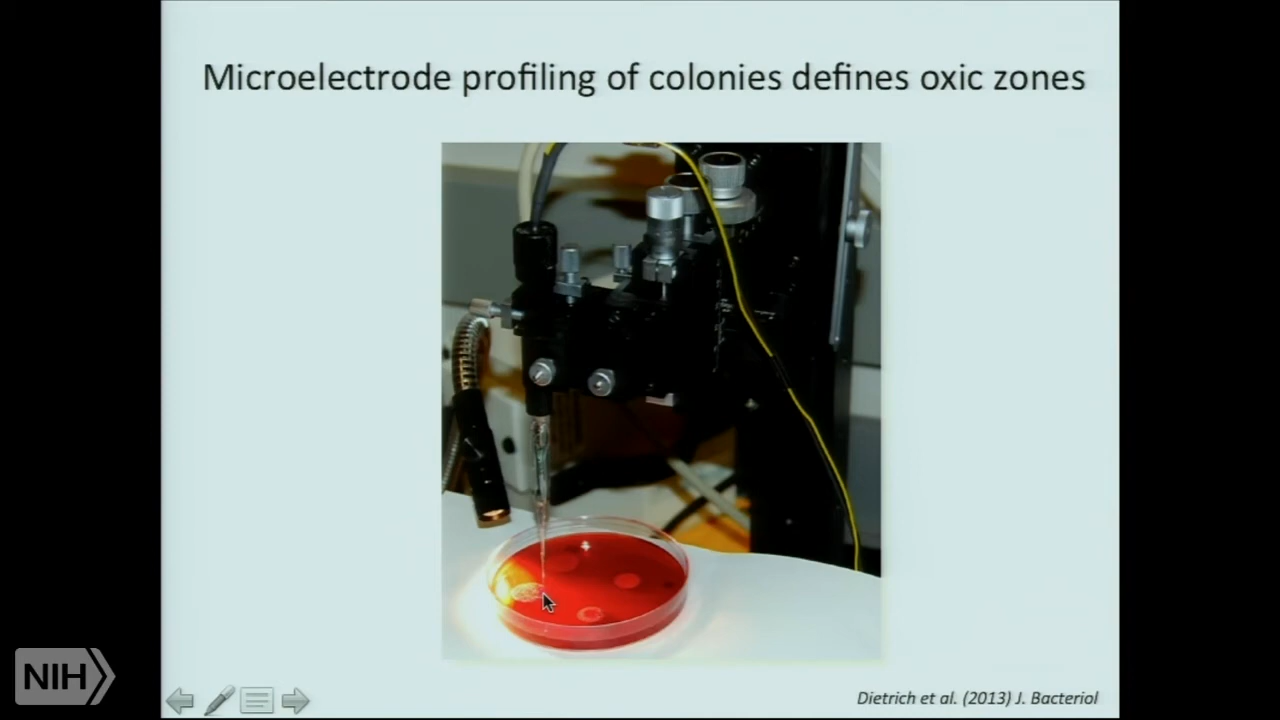 Microelectrode profiling of colonies defines oxic zones
NIH
Dietrich et al. (2013) J. Bacteriol